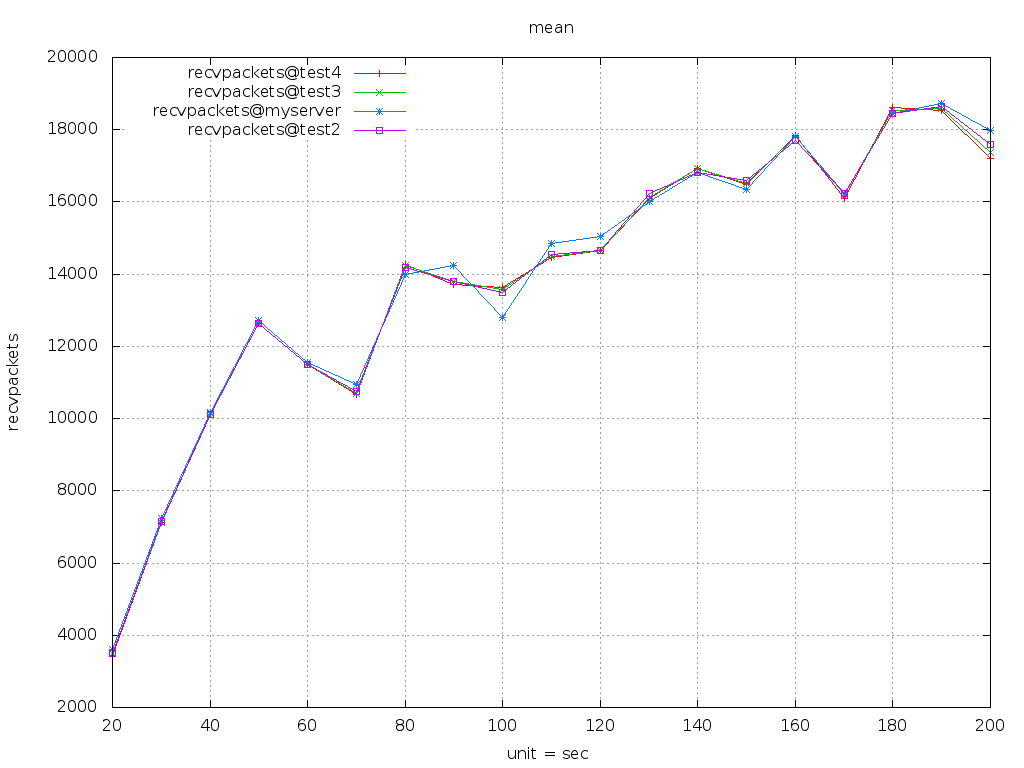 mean
20000
18000
16000
14000
12000
10000
8000
6000
4000
2000
recvpackets
recvpackets@test4
recvpackets@test3
recvpackets@myserver
recvpackets@test2
20 40 60 80 100 120 140 160 180 200
unit = sec